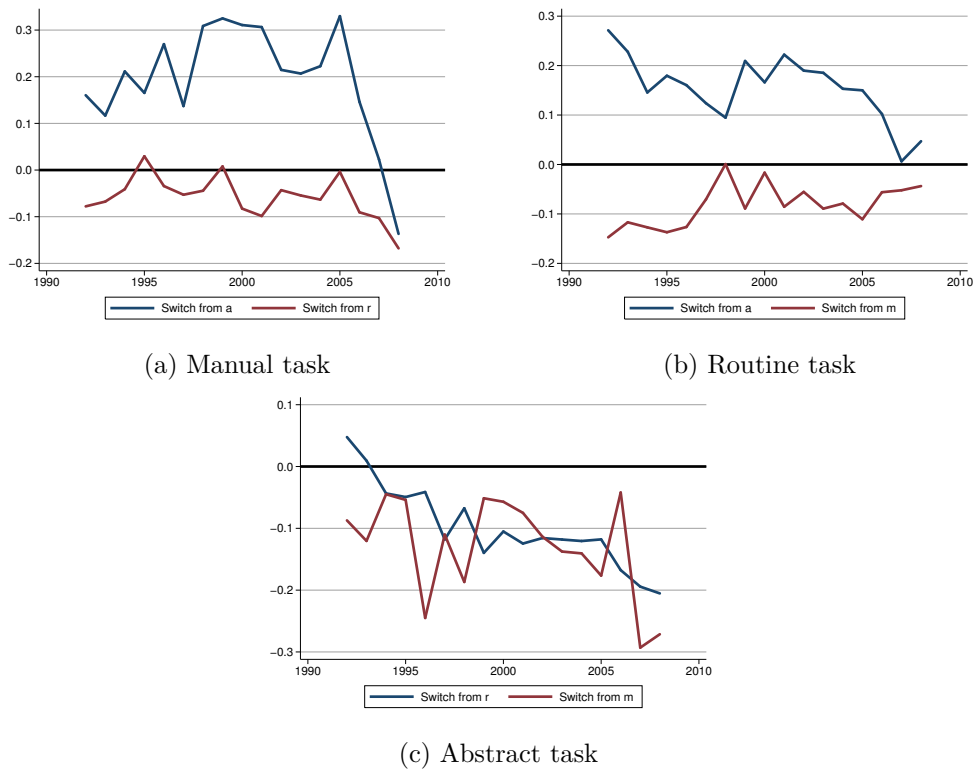 0.3
0.2
0.1
0.0
−0.1
−0.2
1990 1995 2000 2005 2010
Switch from a Switch from r
(a) Manual task
0.3
0.2
0.1
0.0
−0.1
−0.2
1990 1995 2000 2005 2010
Switch from a Switch from m
(b) Routine task
0.1
0.0
−0.1
−0.2
−0.3
1990 1995 2000 2005 2010
Switch from r Switch from m
(c) Abstract task